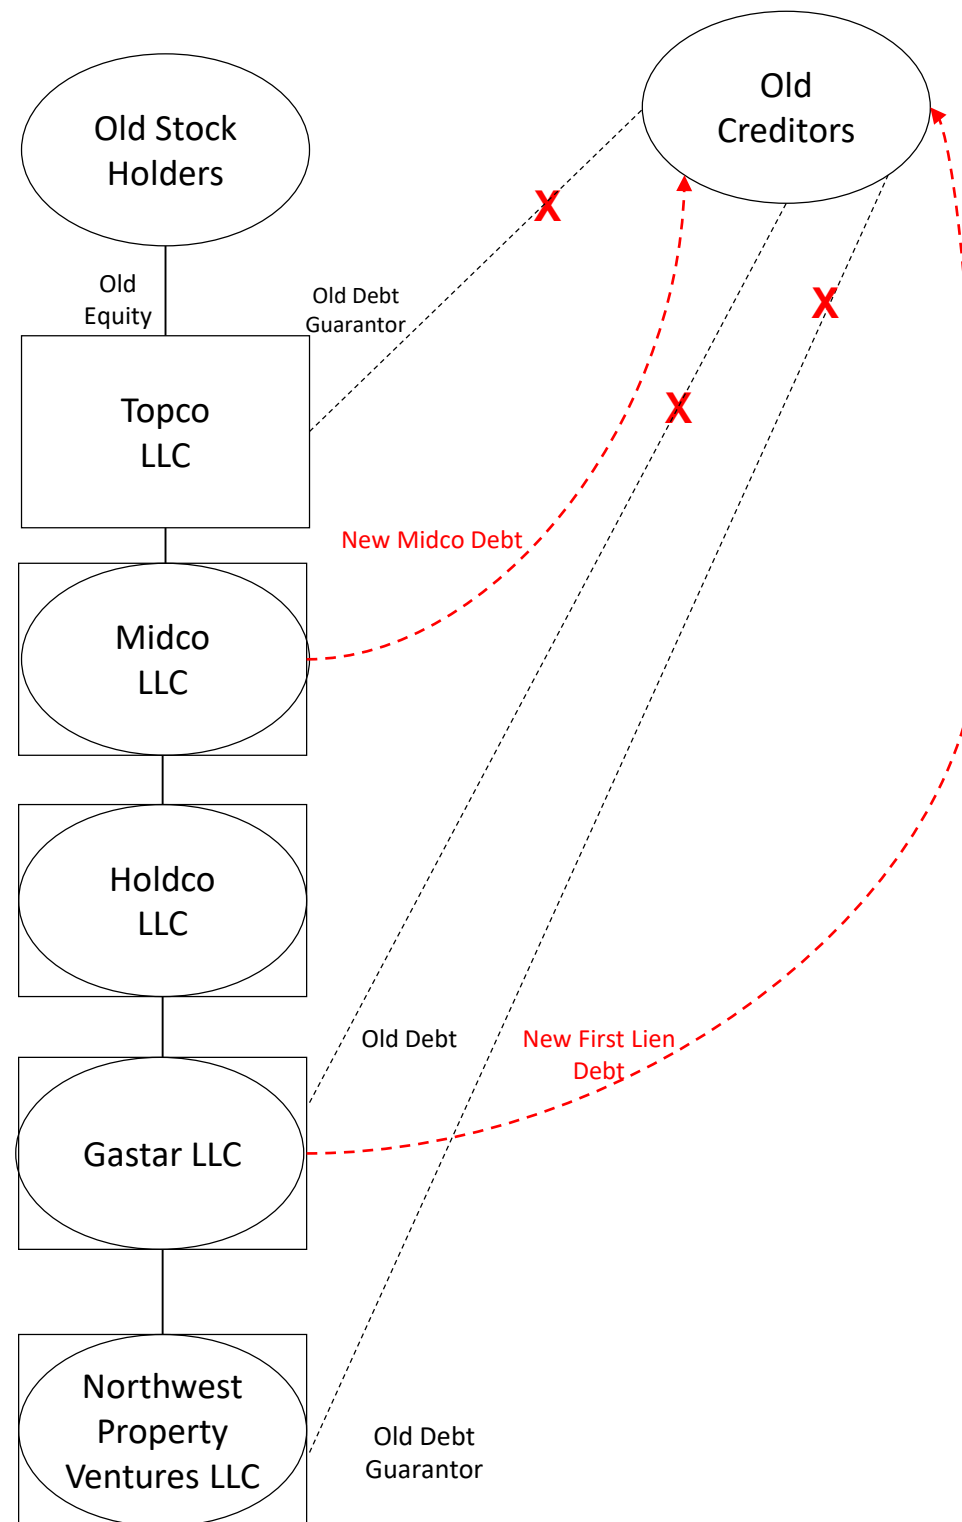 Old Stock
Holders
Old
Creditors
X
Old
Equity
Old Debt
Guarantor
X
X
Topco
LLC
New Midco Debt
Midco
LLC
Holdco
LLC
Old Debt
New First Lien
Debt
Gastar LLC
Northwest
Property
Ventures LLC
Old Debt
Guarantor